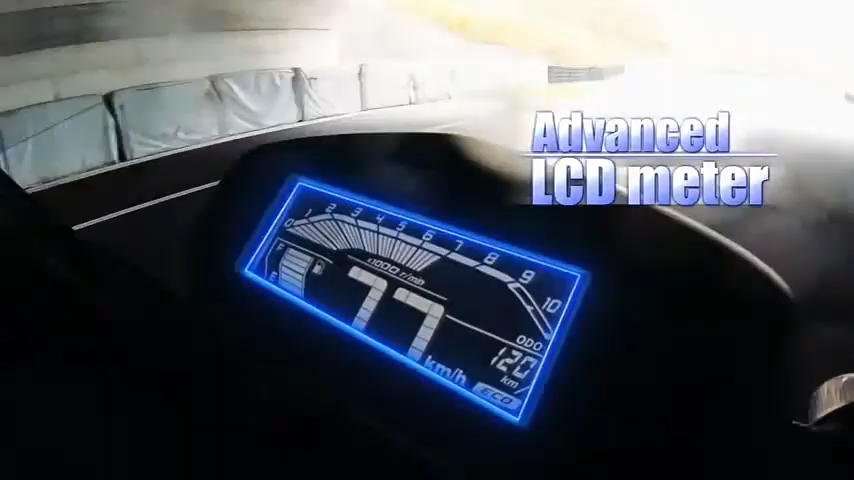 Advanced
LCD meter
0 1 2 3 4 5 6 7 8 9 10
x1000 r/min
F
E
77
km/h
ODO
120
km
ECO